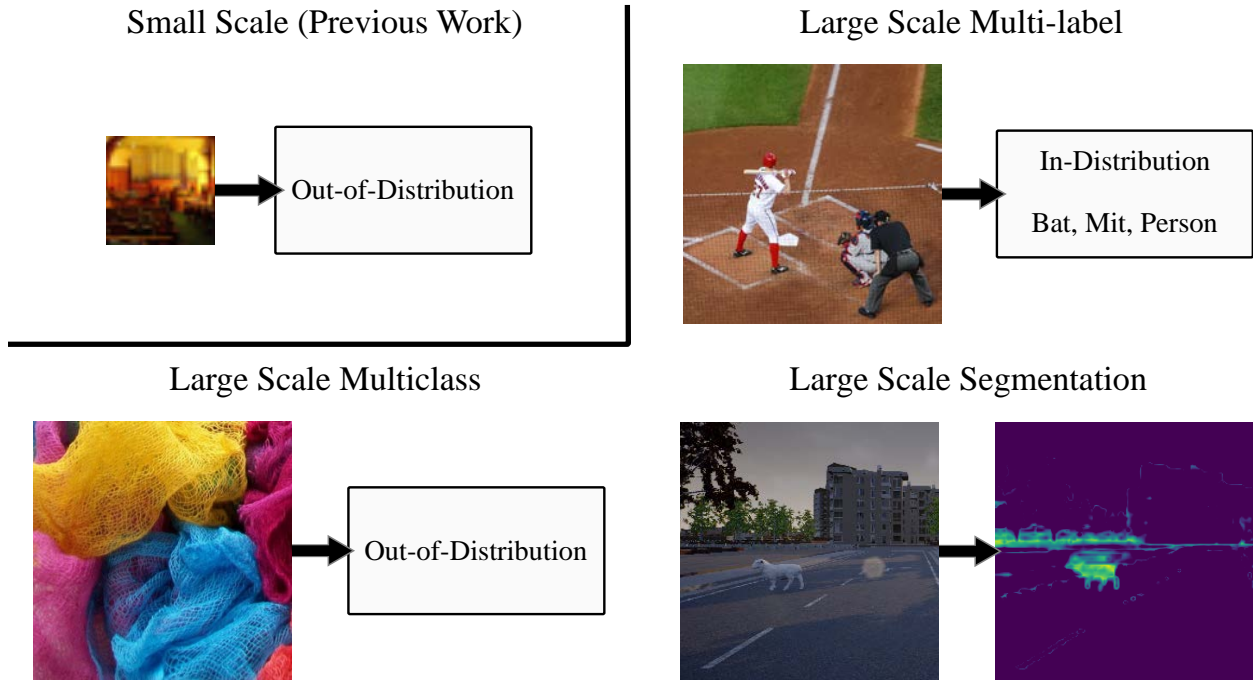 Small Scale (Previous Work)
Out-of-Distribution
Large Scale Multi-label
In-Distribution
Bat, Mit, Person
Large Scale Multiclass
Out-of-Distribution
Large Scale Segmentation